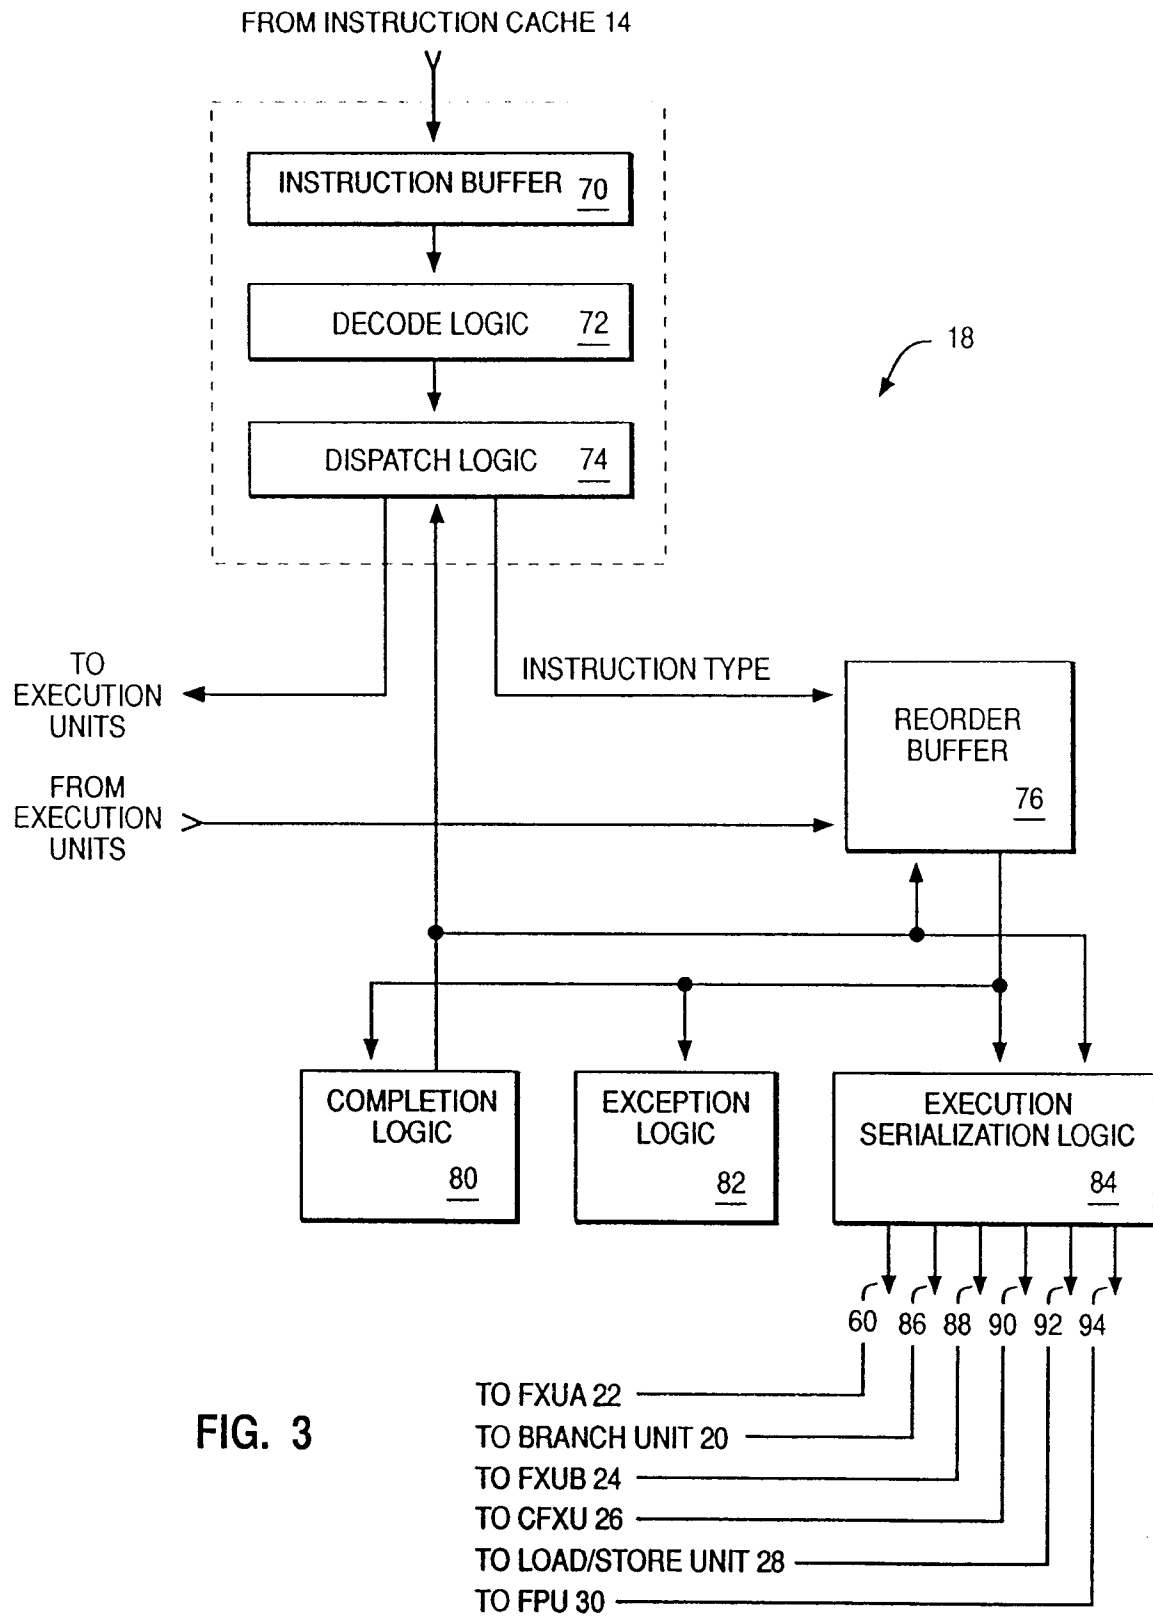 FROM INSTRUCTION CACHE 14
INSTRUCTION BUFFER 70
DECODE LOGIC 72
18
DISPATCH LOGIC 74
TO
EXECUTION
UNITS
INSTRUCTION TYPE
REORDER
BUFFER
76
FROM
EXECUTION
UNITS
COMPLETION
LOGIC
80
EXCEPTION
LOGIC
82
EXECUTION
SERIALIZATION LOGIC
84
60 86 88 90 92 94
TO FXUA 22
TO BRANCH UNIT 20
TO FXUB 24
TO CFXU 26
TO LOAD/STORE UNIT 28
TO FPU 30
FIG. 3